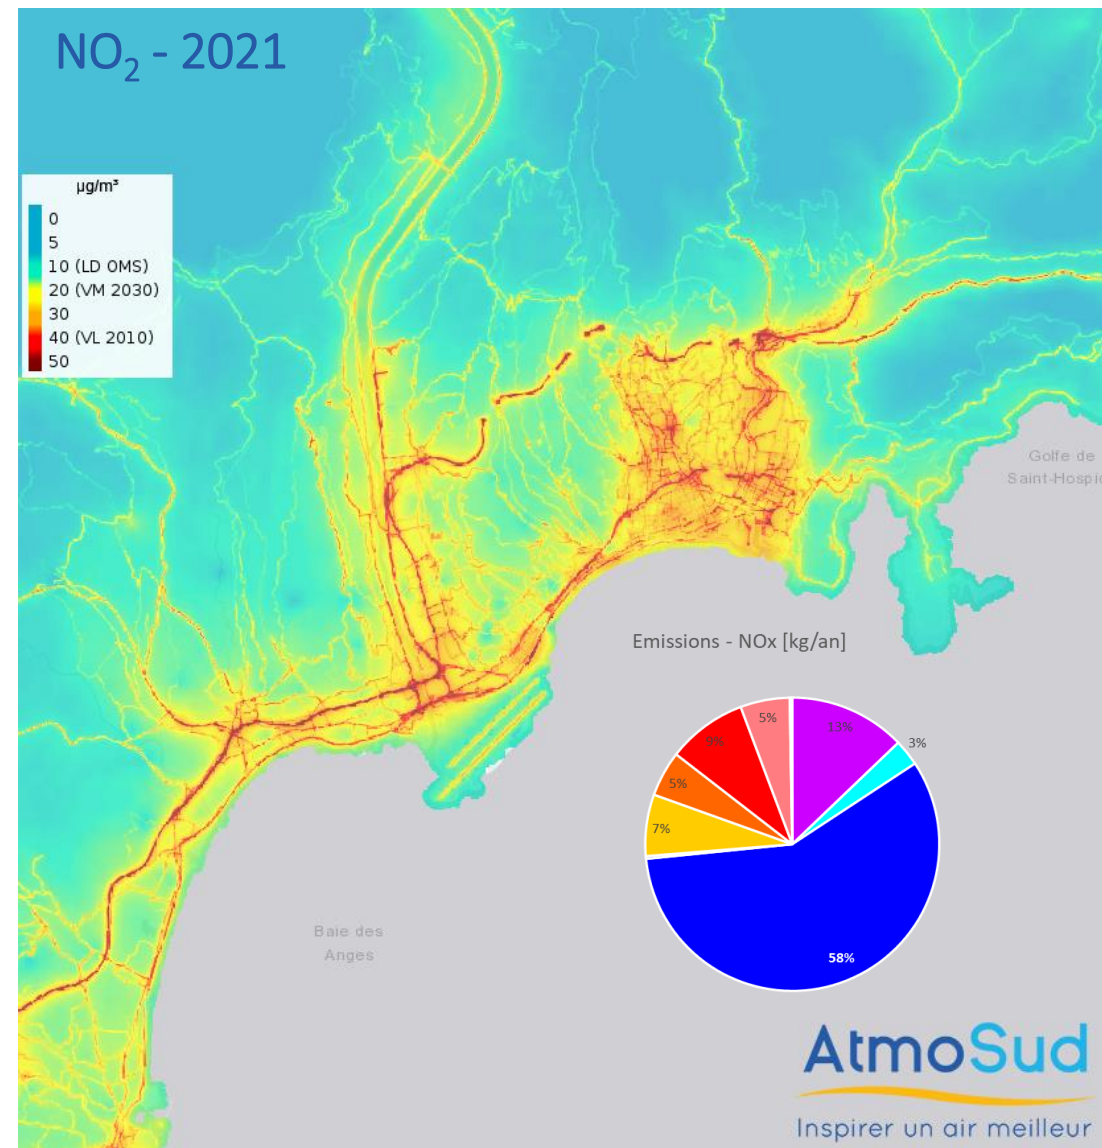 NO₂ - 2021
µg/m³
0
5
10 (LD OMS)
20 (VM 2030)
30
40 (VL 2010)
50
Golfe de
Saint-Hospic
Emissions - NOx [kg/an]
5%
13%
9%
3%
5%
7%
58%
Baie des
Anges
AtmoSud
Inspirer un air meilleur